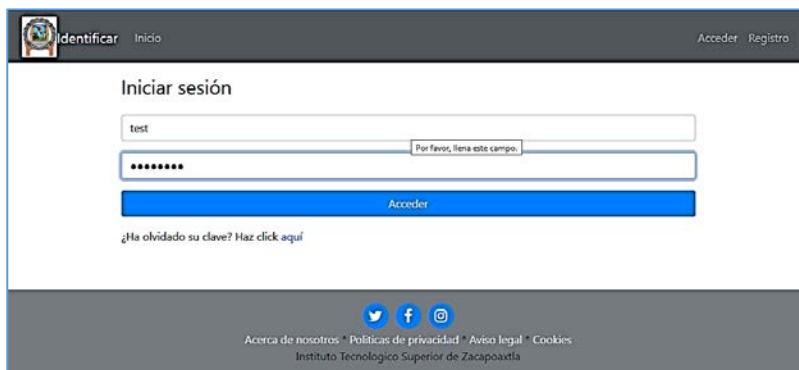 Identificar Inicio Acceder Registro
Iniciar sesión
test
Por favor, llena este campo.
••••••••
Acceder
¿Ha olvidado su clave? Haz click aquí
Acerca de nosotros * Politicas de privacidad * Aviso legal * Cookies
Instituto Tecnologico Superior de Zacapoaxtla